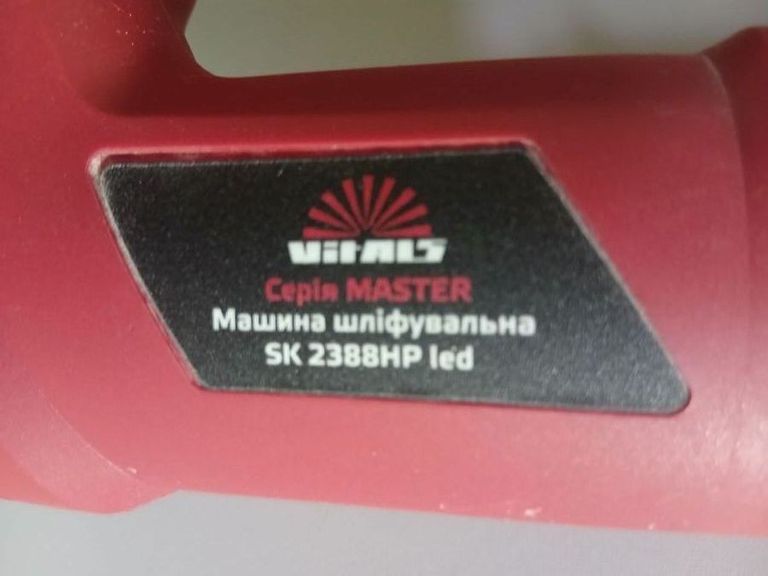 VITALS
Серія MASTER
Машина шліфувальна
SK 2388HP led